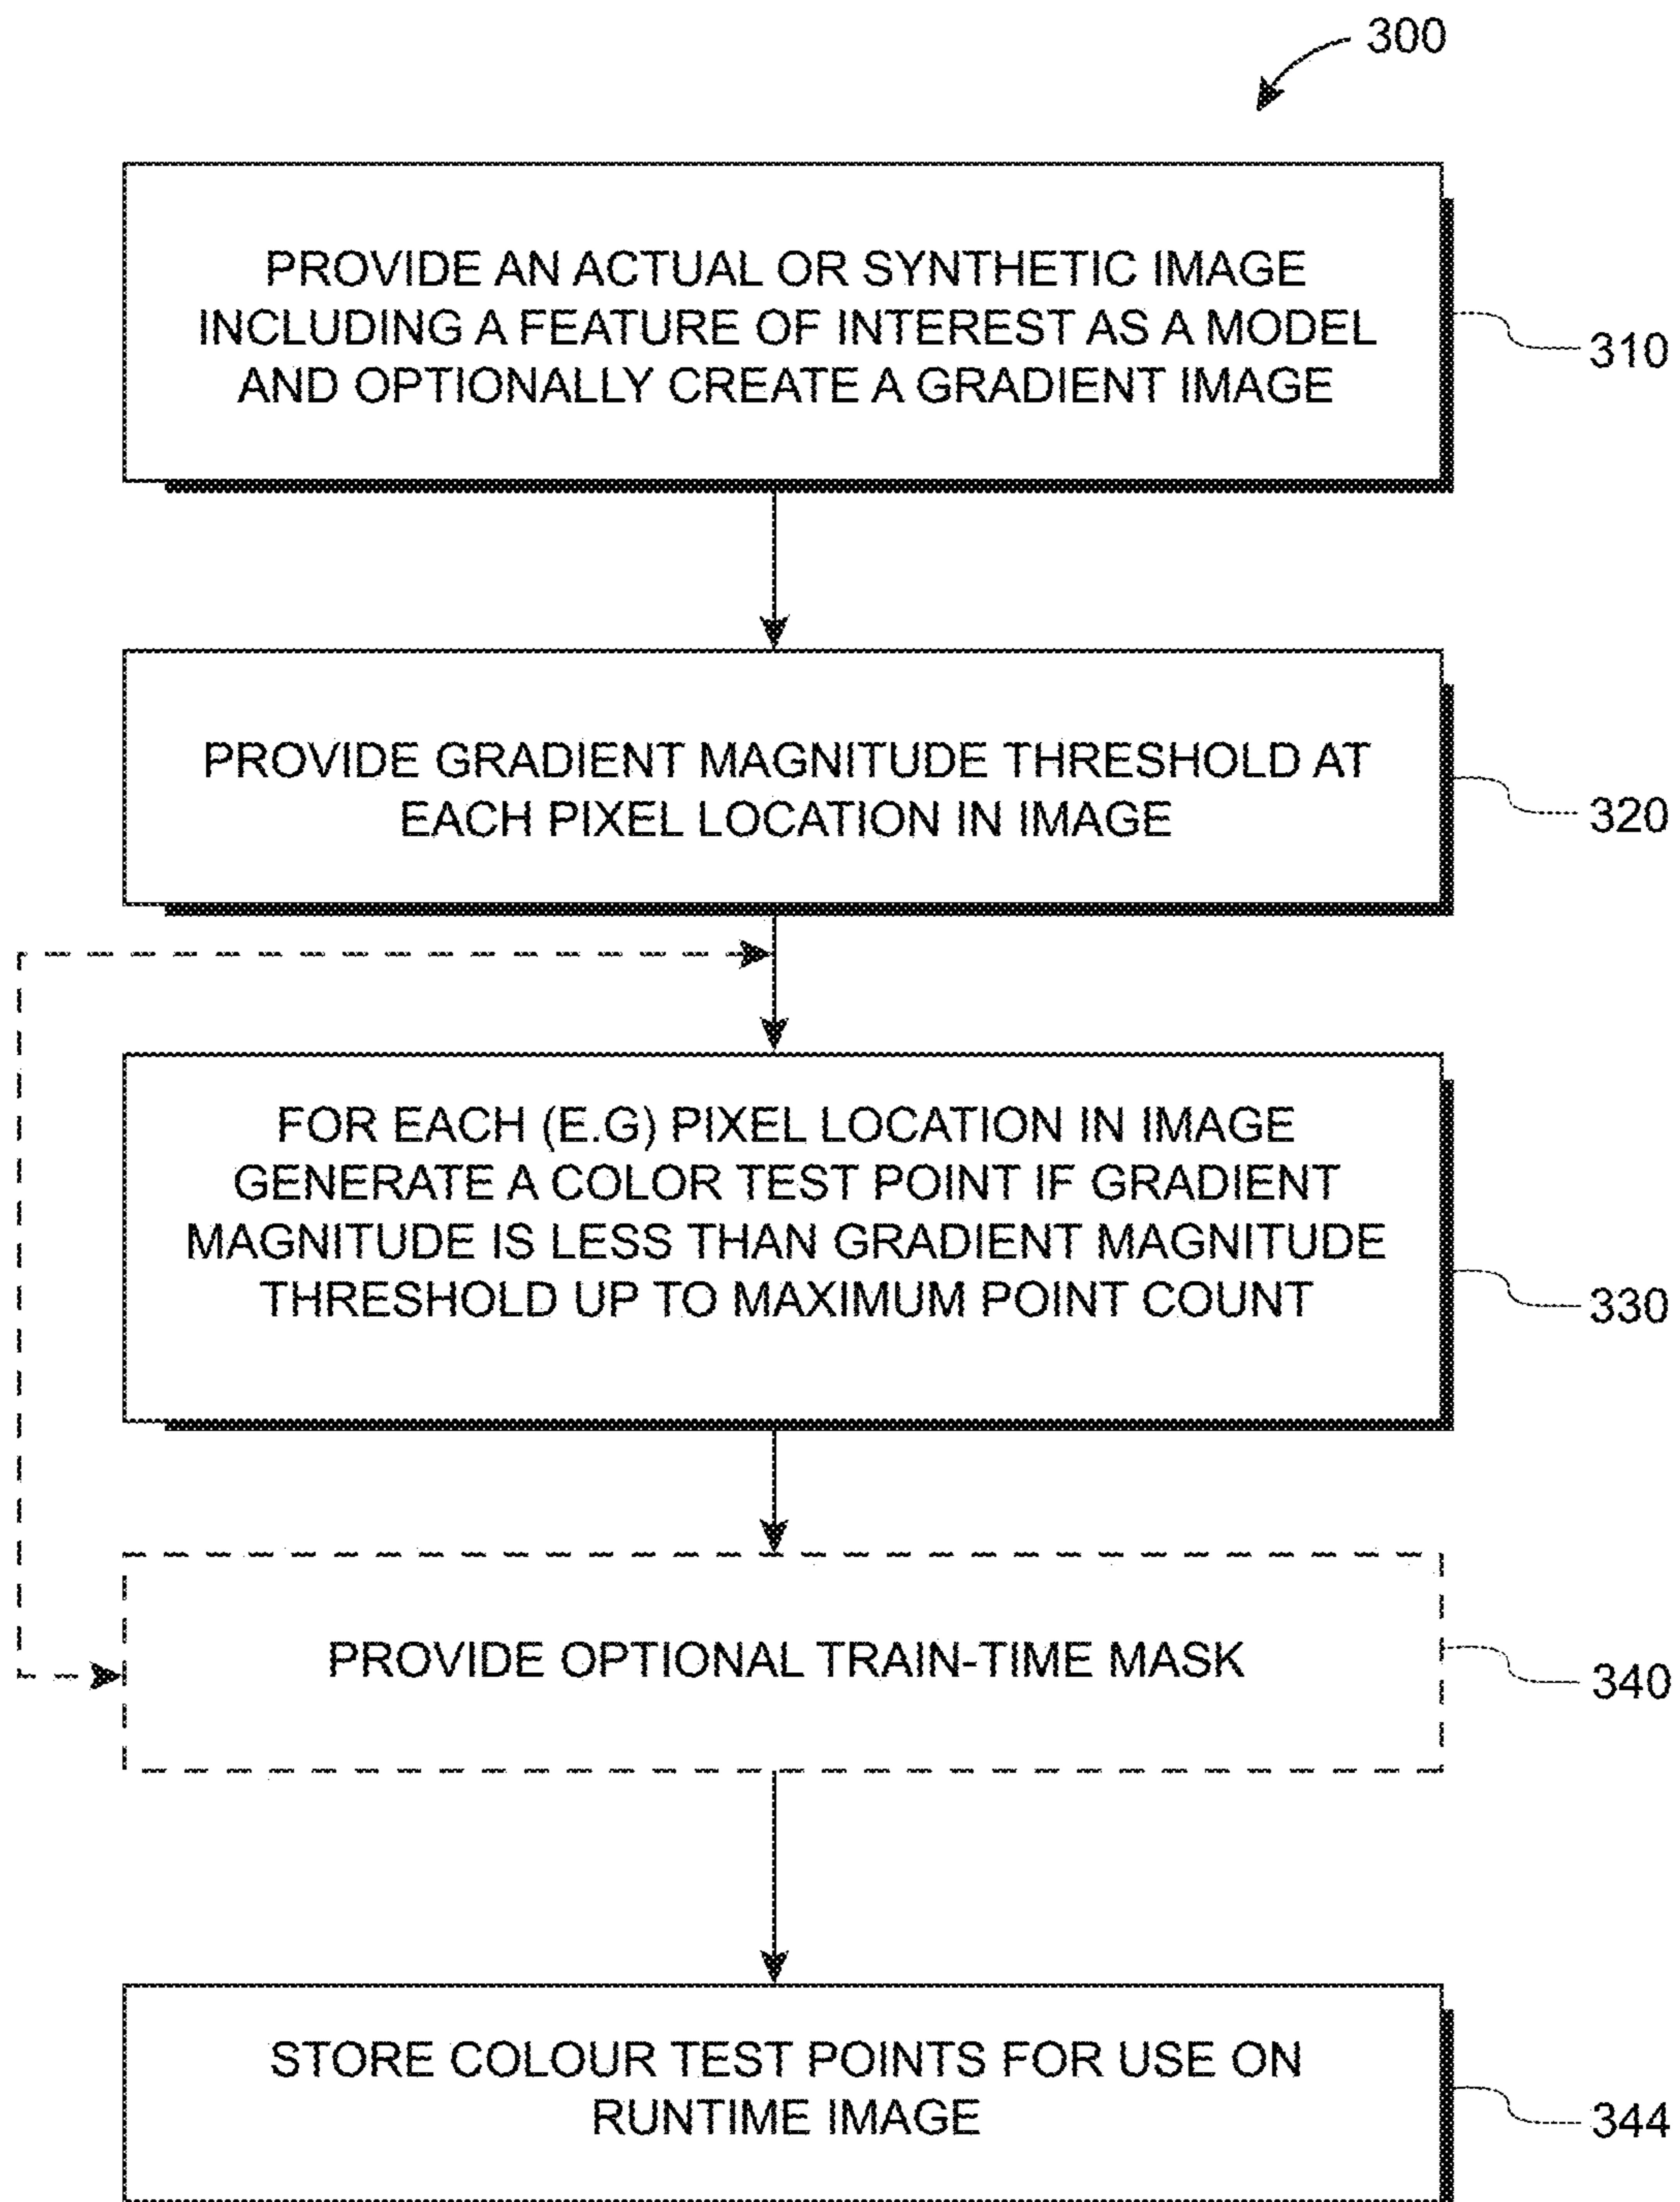 300
PROVIDE AN ACTUAL OR SYNTHETIC IMAGE
INCLUDING A FEATURE OF INTEREST AS A MODEL
AND OPTIONALLY CREATE A GRADIENT IMAGE
310
PROVIDE GRADIENT MAGNITUDE THRESHOLD AT
EACH PIXEL LOCATION IN IMAGE
320
FOR EACH (E.G) PIXEL LOCATION IN IMAGE
GENERATE A COLOR TEST POINT IF GRADIENT
MAGNITUDE IS LESS THAN GRADIENT MAGNITUDE
THRESHOLD UP TO MAXIMUM POINT COUNT
330
PROVIDE OPTIONAL TRAIN-TIME MASK
340
STORE COLOUR TEST POINTS FOR USE ON
RUNTIME IMAGE
344